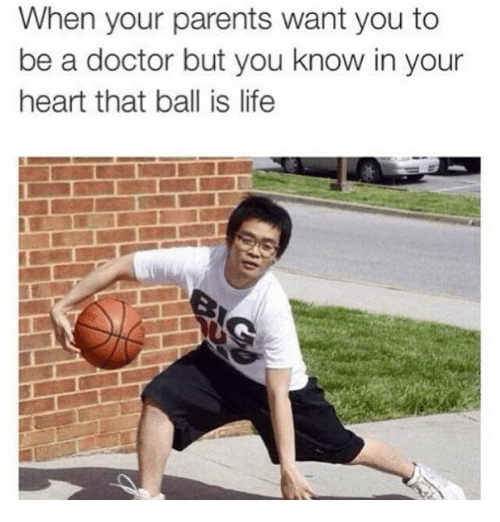 When your parents want you to
be a doctor but you know in your
heart that ball is life
BIG